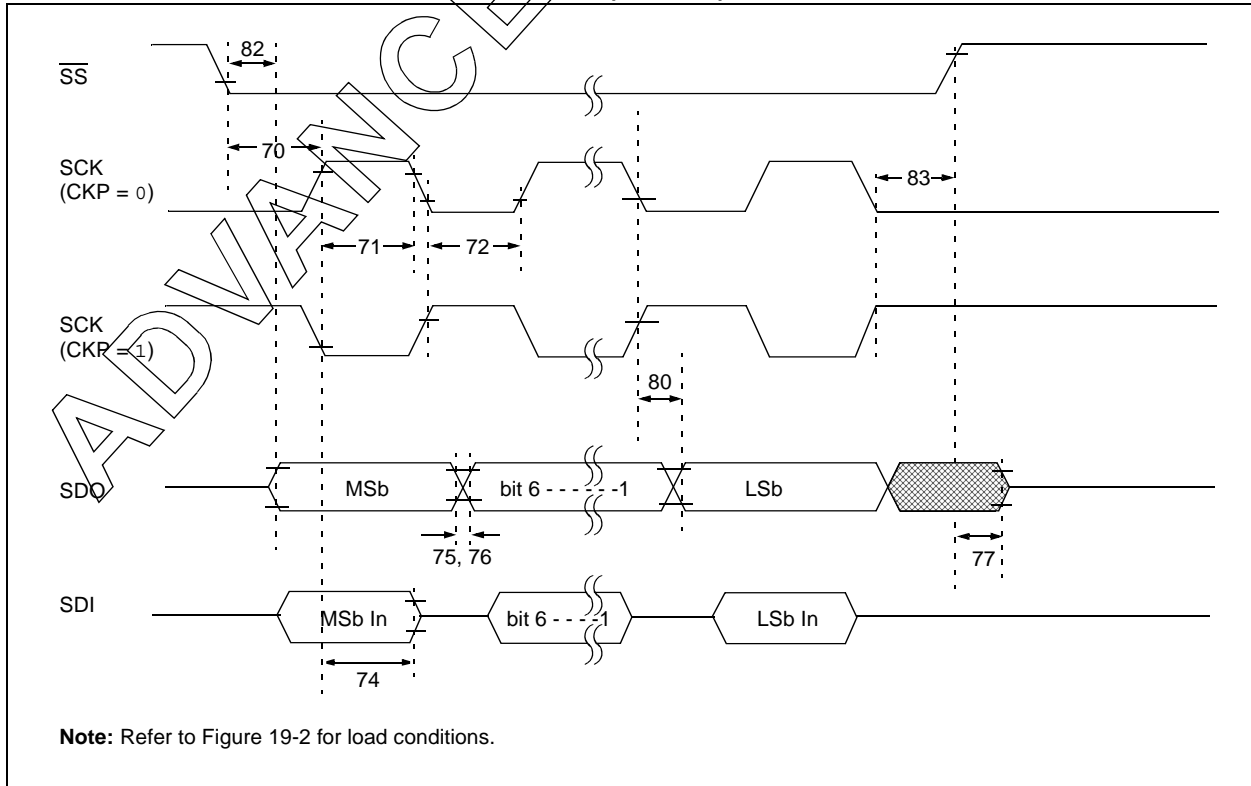 82
SS
70
SCK
(CKP = 0)
83
71
72
SCK
(CKP = 1)
80
SDO
MSb
bit 6 - - - - - - -1
LSb
75, 76
77
SDI
MSb In
bit 6 - - - -1
LSb In
74
Note: Refer to Figure 19-2 for load conditions.
ADVANCE